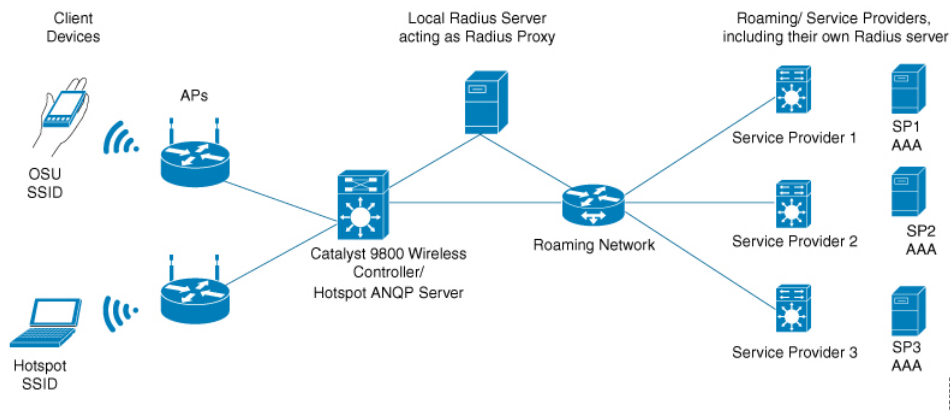 Client
Devices
Local Radius Server
acting as Radius Proxy
Roaming/ Service Providers,
including their own Radius server
APs
OSU
SSID
Service Provider 1
SP1
AAA
Catalyst 9800 Wireless
Controller/
Hotspot ANQP Server
Roaming Network
Service Provider 2
SP2
AAA
Hotspot
SSID
Service Provider 3
SP3
AAA